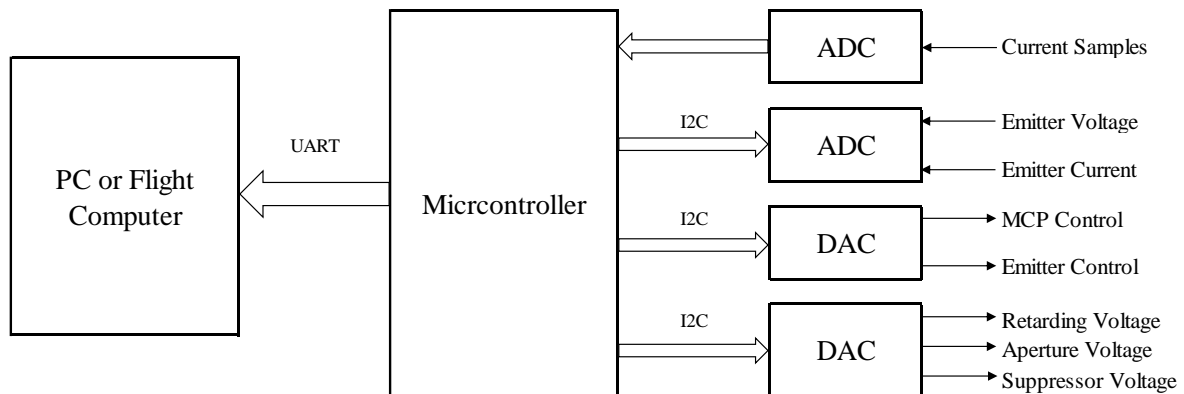 ADC
Current Samples
I2C
Emitter Voltage
ADC
UART
Emitter Current
PC or Flight
Computer
Micrcontroller
I2C
MCP Control
DAC
Emitter Control
I2C
Retarding Voltage
DAC
Aperture Voltage
Suppressor Voltage